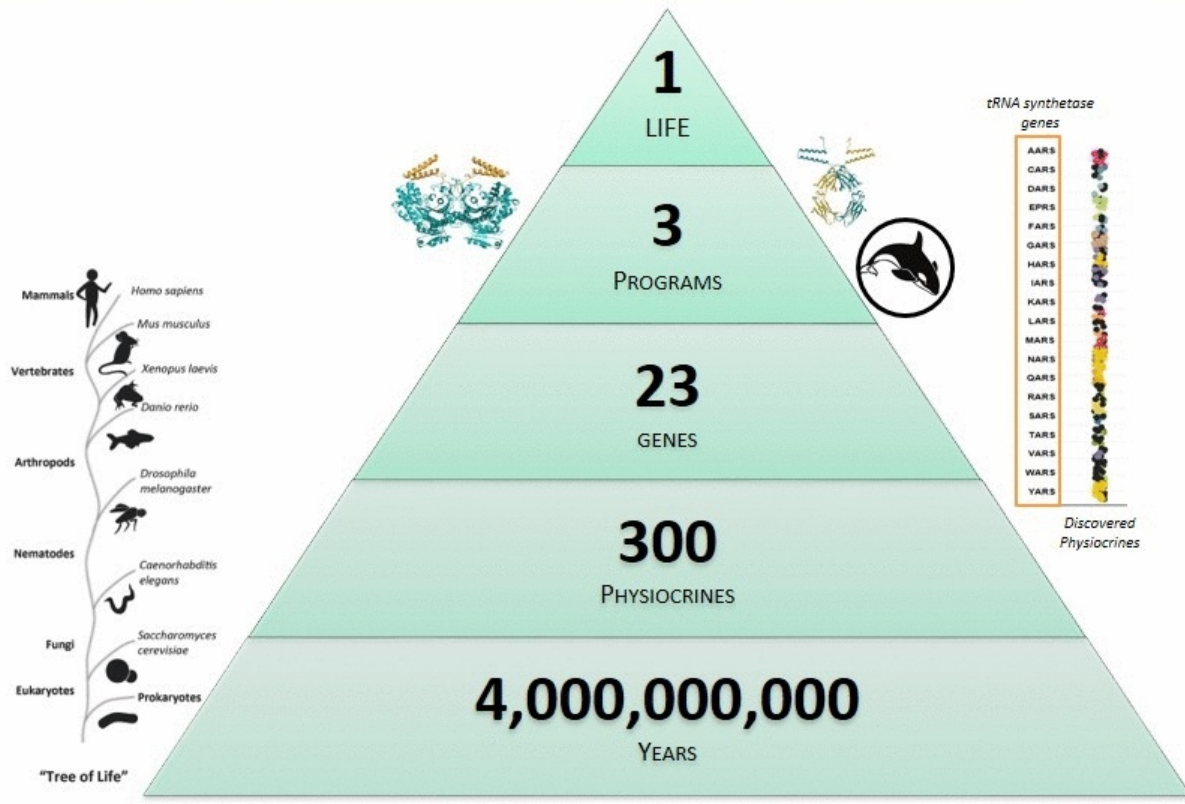 1
LIFE
3
PROGRAMS
23
GENES
300
PHYSIOCRINES
4,000,000,000
YEARS
Mammals
Homo sapiens
Mus musculus
Vertebrates
Xenopus laevis
Danio rerio
Arthropods
Drosophila
melanogaster
Nematodes
Caenorhabditis
elegans
Fungi
Saccharomyces
cerevisiae
Eukaryotes
Prokaryotes
"Tree of Life"
tRNA synthetase
genes
AARS
CARS
DARS
EPRS
FARS
GARS
HARS
IARS
KARS
LARS
MARS
NARS
QARS
RARS
SARS
TARS
VARS
WARS
YARS
Discovered
Physiocrines